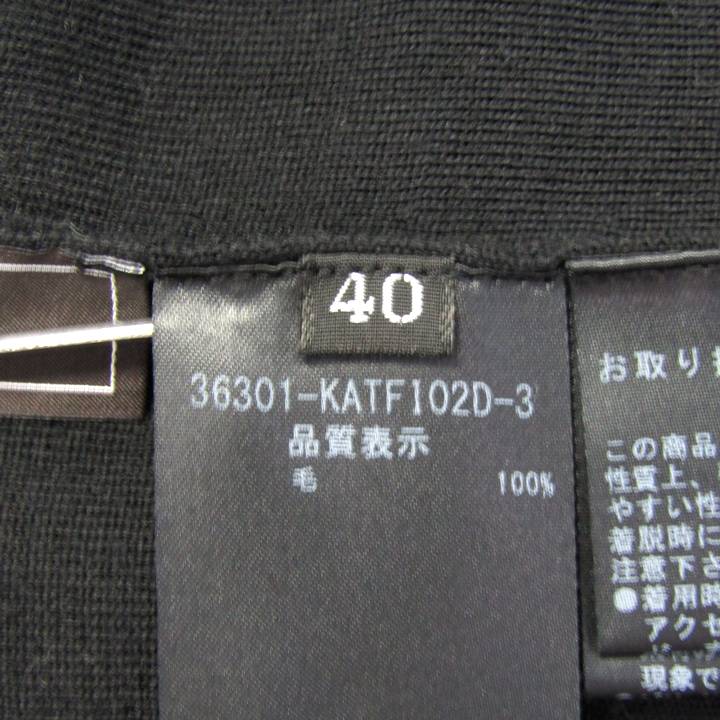 40
36301-KATFI02D-3
品質表示
毛 100%
お取り扱
この商品
性質上、
やすい性
着脱時に
注意下さ
●着用時
アクセ
現象で